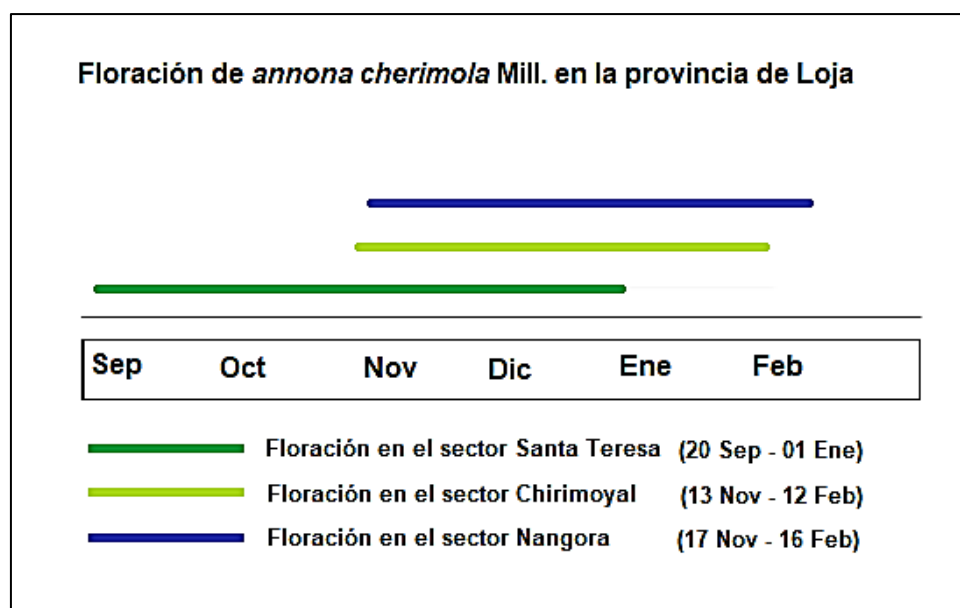 Floración de annona cherimola Mill. en la provincia de Loja
Sep Oct Nov Dic Ene Feb
Floración en el sector Santa Teresa (20 Sep - 01 Ene)
Floración en el sector Chirimoyal (13 Nov - 12 Feb)
Floración en el sector Nangora (17 Nov - 16 Feb)